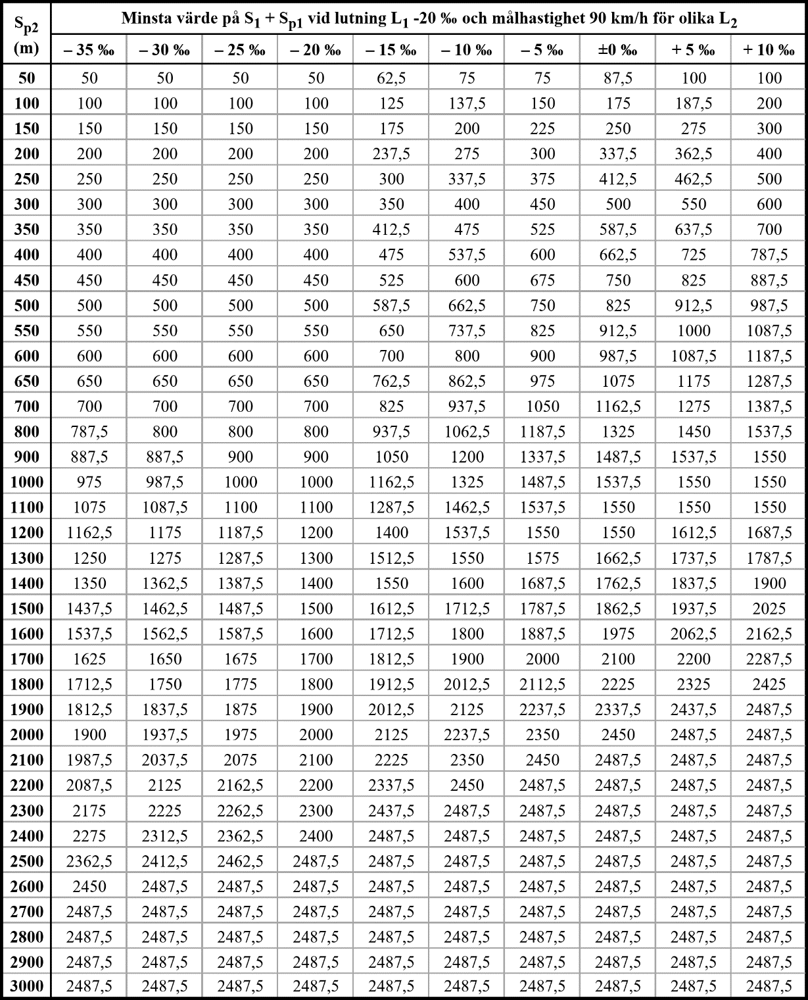 S_p2 (m) Minsta värde på S_1 + S_p1 vid lutning L_1 -20 ‰ och målhastighet 90 km/h för olika L_2
– 35 ‰ – 30 ‰ – 25 ‰ – 20 ‰ – 15 ‰ – 10 ‰ – 5 ‰ ±0 ‰ + 5 ‰ + 10 ‰
50 50 50 50 50 62,5 75 75 87,5 100 100
100 100 100 100 100 125 137,5 150 175 187,5 200
150 150 150 150 150 175 200 225 250 275 300
200 200 200 200 200 237,5 275 300 337,5 362,5 400
250 250 250 250 250 300 337,5 375 412,5 462,5 500
300 300 300 300 300 350 400 450 500 550 600
350 350 350 350 350 412,5 475 525 587,5 637,5 700
400 400 400 400 400 475 537,5 600 662,5 725 787,5
450 450 450 450 450 525 600 675 750 825 887,5
500 500 500 500 500 587,5 662,5 750 825 912,5 987,5
550 550 550 550 550 650 737,5 825 912,5 1000 1087,5
600 600 600 600 600 700 800 900 987,5 1087,5 1187,5
650 650 650 650 650 762,5 862,5 975 1075 1175 1287,5
700 700 700 700 700 825 937,5 1050 1162,5 1275 1387,5
800 787,5 800 800 800 937,5 1062,5 1187,5 1325 1450 1537,5
900 887,5 887,5 900 900 1050 1200 1337,5 1487,5 1537,5 1550
1000 975 987,5 1000 1000 1162,5 1325 1487,5 1537,5 1550 1550
1100 1075 1087,5 1100 1100 1287,5 1462,5 1537,5 1550 1550 1550
1200 1162,5 1175 1187,5 1200 1400 1537,5 1550 1550 1612,5 1687,5
1300 1250 1275 1287,5 1300 1512,5 1550 1575 1662,5 1737,5 1787,5
1400 1350 1362,5 1387,5 1400 1550 1600 1687,5 1762,5 1837,5 1900
1500 1437,5 1462,5 1487,5 1500 1612,5 1712,5 1787,5 1862,5 1937,5 2025
1600 1537,5 1562,5 1587,5 1600 1712,5 1800 1887,5 1975 2062,5 2162,5
1700 1625 1650 1675 1700 1812,5 1900 2000 2100 2200 2287,5
1800 1712,5 1750 1775 1800 1912,5 2012,5 2112,5 2225 2325 2425
1900 1812,5 1837,5 1875 1900 2012,5 2125 2237,5 2337,5 2437,5 2487,5
2000 1900 1937,5 1975 2000 2125 2237,5 2350 2450 2487,5 2487,5
2100 1987,5 2037,5 2075 2100 2225 2350 2450 2487,5 2487,5 2487,5
2200 2087,5 2125 2162,5 2200 2337,5 2450 2487,5 2487,5 2487,5 2487,5
2300 2175 2225 2262,5 2300 2437,5 2487,5 2487,5 2487,5 2487,5 2487,5
2400 2275 2312,5 2362,5 2400 2487,5 2487,5 2487,5 2487,5 2487,5 2487,5
2500 2362,5 2412,5 2462,5 2487,5 2487,5 2487,5 2487,5 2487,5 2487,5 2487,5
2600 2450 2487,5 2487,5 2487,5 2487,5 2487,5 2487,5 2487,5 2487,5 2487,5
2700 2487,5 2487,5 2487,5 2487,5 2487,5 2487,5 2487,5 2487,5 2487,5 2487,5
2800 2487,5 2487,5 2487,5 2487,5 2487,5 2487,5 2487,5 2487,5 2487,5 2487,5
2900 2487,5 2487,5 2487,5 2487,5 2487,5 2487,5 2487,5 2487,5 2487,5 2487,5
3000 2487,5 2487,5 2487,5 2487,5 2487,5 2487,5 2487,5 2487,5 2487,5 2487,5